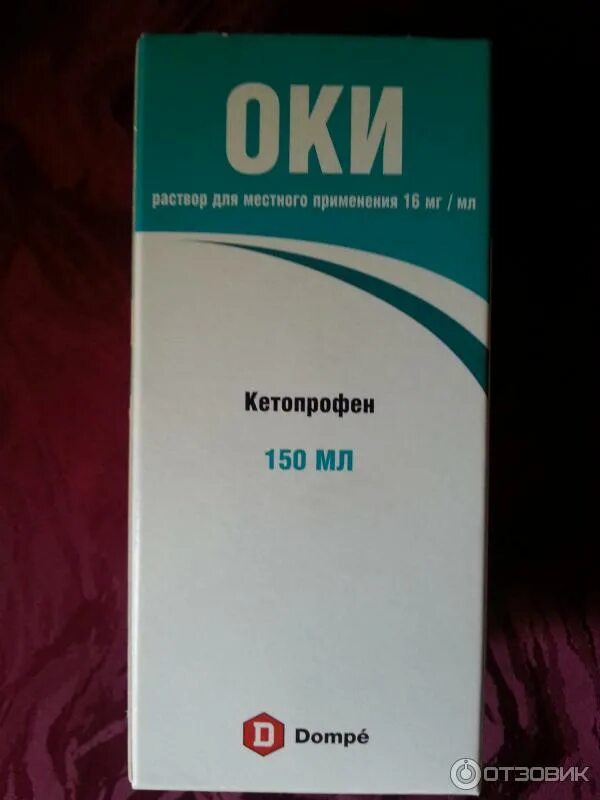 ОКИ
раствор для местного применения 16 мг / мл
Кетопрофен
150 МЛ
D Dompé
ОТЗОВИК